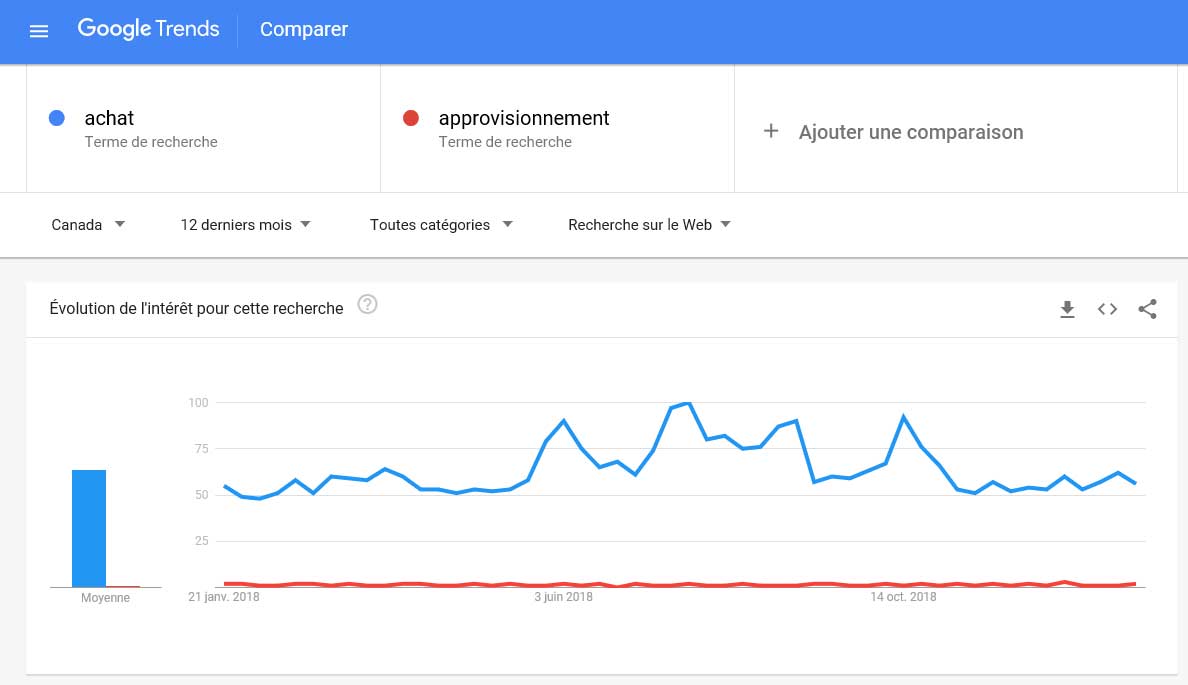 Google Trends
Comparer
achat
Terme de recherche
approvisionnement
Terme de recherche
+ Ajouter une comparaison
Canada
12 derniers mois
Toutes catégories
Recherche sur le Web
Évolution de l'intérêt pour cette recherche
?
100
75
50
25
Moyenne
21 janv. 2018
3 juin 2018
14 oct. 2018